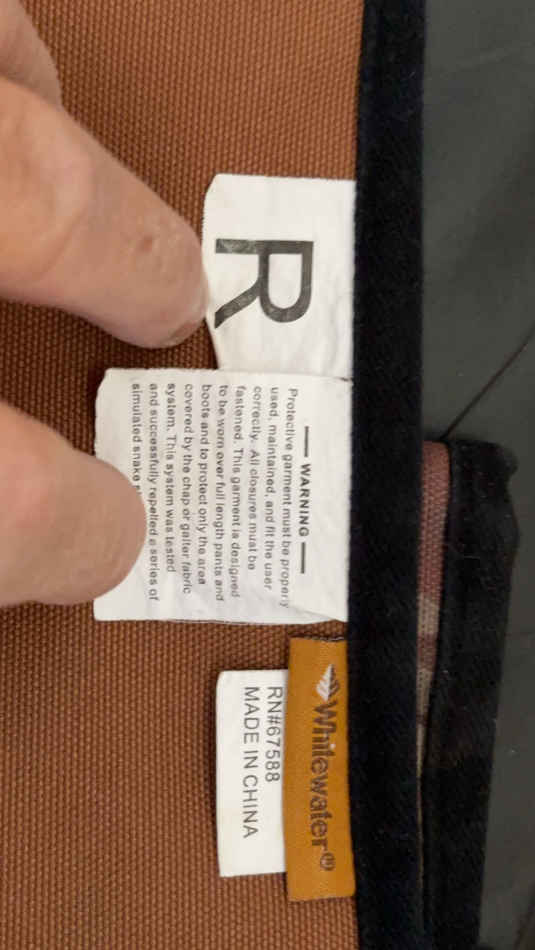 R
— WARNING —
Protective garment must be properly
used, maintained, and fit the user
correctly. All closures must be
fastened. This garment is designed
to be worn over full length pants and
boots and to protect only the area
covered by the chap or gaiter fabric
system. This system was tested
and successfully repelled a series of
simulated snake
Whitewater®
RN#67588
MADE IN CHINA